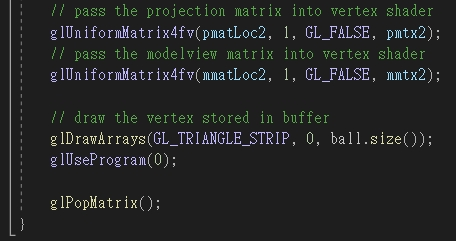 // pass the projection matrix into vertex shader
glUniformMatrix4fv(pmatLoc2, 1, GL_FALSE, pmtx2);
// pass the modelview matrix into vertex shader
glUniformMatrix4fv(mmatLoc2, 1, GL_FALSE, mmtx2);
// draw the vertex stored in buffer
glDrawArrays(GL_TRIANGLE_STRIP, 0, ball.size());
glUseProgram(0);
glPopMatrix();
}